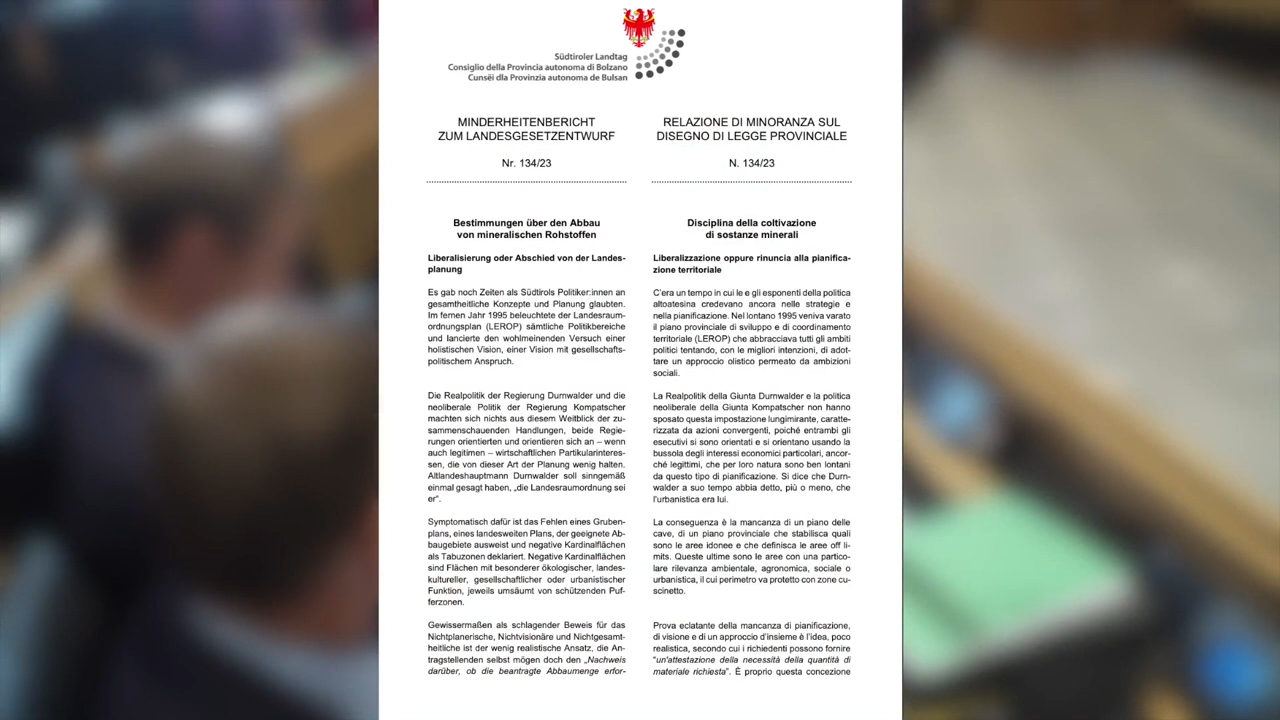 Südtiroler Landtag
Consiglio della Provincia autonoma di Bolzano
Cunsëi dla Provinzia autonoma de Bulsan
MINDERHEITENBERICHT
ZUM LANDESGESETZENTWURF
Nr. 134/23
Bestimmungen über den Abbau
von mineralischen Rohstoffen
Liberalisierung oder Abschied von der Landes-
planung
Es gab noch Zeiten als Südtirols Politiker:innen an
gesamtheitliche Konzepte und Planung glaubten.
Im fernen Jahr 1995 beleuchtete der Landesraum-
ordnungsplan (LEROP) sämtliche Politikbereiche
und lancierte den wohlmeinenden Versuch einer
holistischen Vision, einer Vision mit gesellschafts-
politischem Anspruch.
Die Realpolitik der Regierung Durnwalder und die
neoliberale Politik der Regierung Kompatscher
machten sich nichts aus diesem Weitblick der zu-
sammenschauenden Handlungen, beide Regie-
rungen orientierten und orientieren sich an – wenn
auch legitimen – wirtschaftlichen Partikularinteres-
sen, die von dieser Art der Planung wenig halten.
Altlandeshauptmann Durnwalder soll sinngemäß
einmal gesagt haben, „die Landesraumordnung sei
er“.
Symptomatisch dafür ist das Fehlen eines Gruben-
plans, eines landesweiten Plans, der geeignete Ab-
baugebiete ausweist und negative Kardinalflächen
als Tabuzonen deklariert. Negative Kardinalflächen
sind Flächen mit besonderer ökologischer, landes-
kultureller, gesellschaftlicher oder urbanistischer
Funktion, jeweils umsäumt von schützenden Puf-
ferzonen.
Gewissermaßen als schlagender Beweis für das
Nichtplanerische, Nichtvisionäre und Nichtgesamt-
heitliche ist der wenig realistische Ansatz, die An-
tragstellenden selbst mögen doch den „Nachweis
darüber, ob die beantragte Abbaumenge erfor-
RELAZIONE DI MINORANZA SUL
DISEGNO DI LEGGE PROVINCIALE
N. 134/23
Disciplina della coltivazione
di sostanze minerali
Liberalizzazione oppure rinuncia alla pianifica-
zione territoriale
C’era un tempo in cui le e gli esponenti della politica
altoatesina credevano ancora nelle strategie e
nella pianificazione. Nel lontano 1995 veniva varato
il piano provinciale di sviluppo e di coordinamento
territoriale (LEROP) che abbracciava tutti gli ambiti
politici tentando, con le migliori intenzioni, di adot-
tare un approccio olistico permeato da ambizioni
sociali.
La Realpolitik della Giunta Durnwalder e la politica
neoliberale della Giunta Kompatscher non hanno
sposato questa impostazione lungimirante, caratte-
rizzata da azioni convergenti, poiché entrambi gli
esecutivi si sono orientati e si orientano usando la
bussola degli interessi economici particolari, ancor-
ché legittimi, che per loro natura sono ben lontani
da questo tipo di pianificazione. Si dice che Durn-
walder a suo tempo abbia detto, più o meno, che
l’urbanistica era lui.
La conseguenza è la mancanza di un piano delle
cave, di un piano provinciale che stabilisca quali
sono le aree idonee e che definisca le aree off li-
mits. Queste ultime sono le aree con una partico-
lare rilevanza ambientale, agronomica, sociale o
urbanistica, il cui perimetro va protetto con zone cu-
scinetto.
Prova eclatante della mancanza di pianificazione,
di visione e di un approccio d’insieme è l’idea, poco
realistica, secondo cui i richiedenti possono fornire
“un’attestazione della necessità della quantità di
materiale richiesta”. È proprio questa concezione